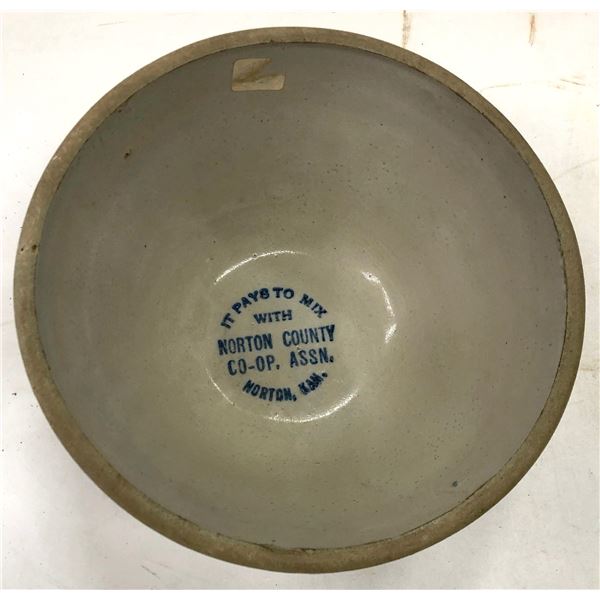 IT PAYS TO MIX
WITH
NORTON COUNTY
CO-OP. ASSN.
NORTON, KAN.